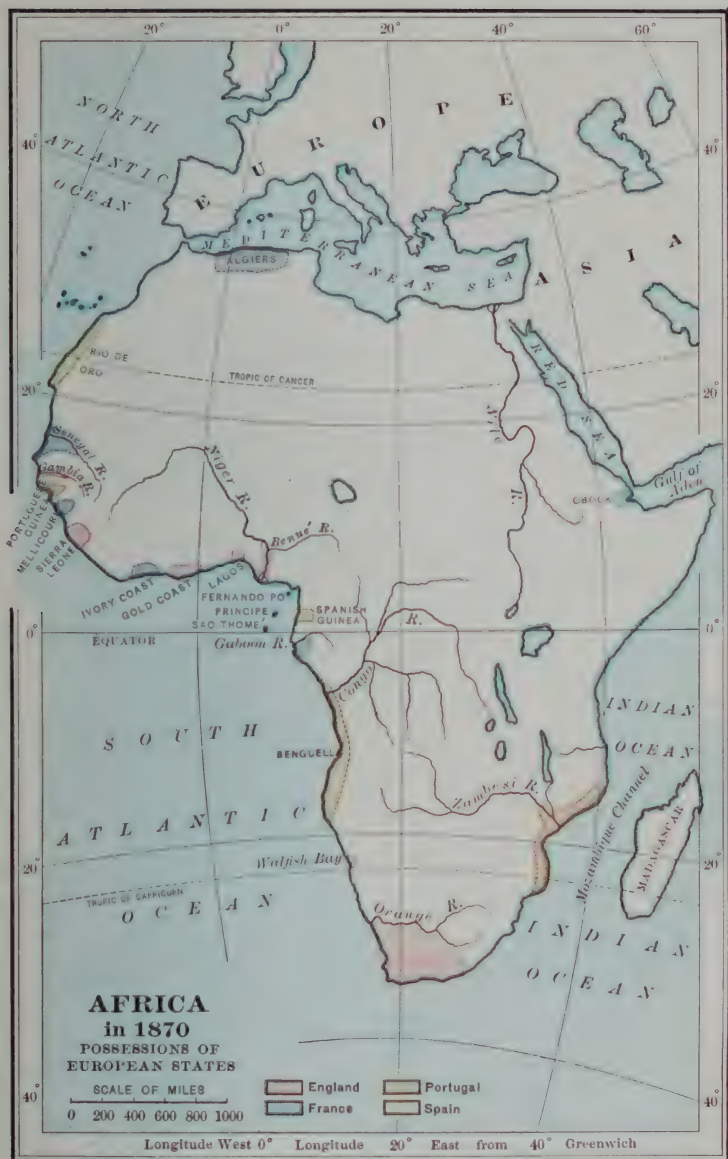 20° 0° 20° 40° 60°
NORTH
ATLANTIC
OCEAN
40° 40°
EUROPE
MEDITERRANEAN SEA
ASIA
ALGIERS
RIO DE
ORO
TROPIC OF CANCER
20° 20°
Nile R.
RED SEA
Senegal R.
Gambia R.
Niger R.
Gulf of
Aden
OBOCK
PORTUGUESE
GUINEA
MELLICOURI
SIERRA
LEONE
Benué R.
IVORY COAST
GOLD COAST
LAGOS
FERNANDO PO
PRINCIPE
SAO THOMÉ
SPANISH
GUINEA
0° 0°
EQUATOR
Gaboon R.
Congo R.
INDIAN
OCEAN
SOUTH
ATLANTIC
OCEAN
Zambesi R.
Mozambique Channel
MADAGASCAR
Walfish Bay
20° 20°
TROPIC OF CAPRICORN
Orange R.
INDIAN
OCEAN
AFRICA
in 1870
POSSESSIONS OF
EUROPEAN STATES
SCALE OF MILES
0 200 400 600 800 1000
England Portugal
France Spain
40° 40°
Longitude West 0° Longitude 20° East from 40° Greenwich